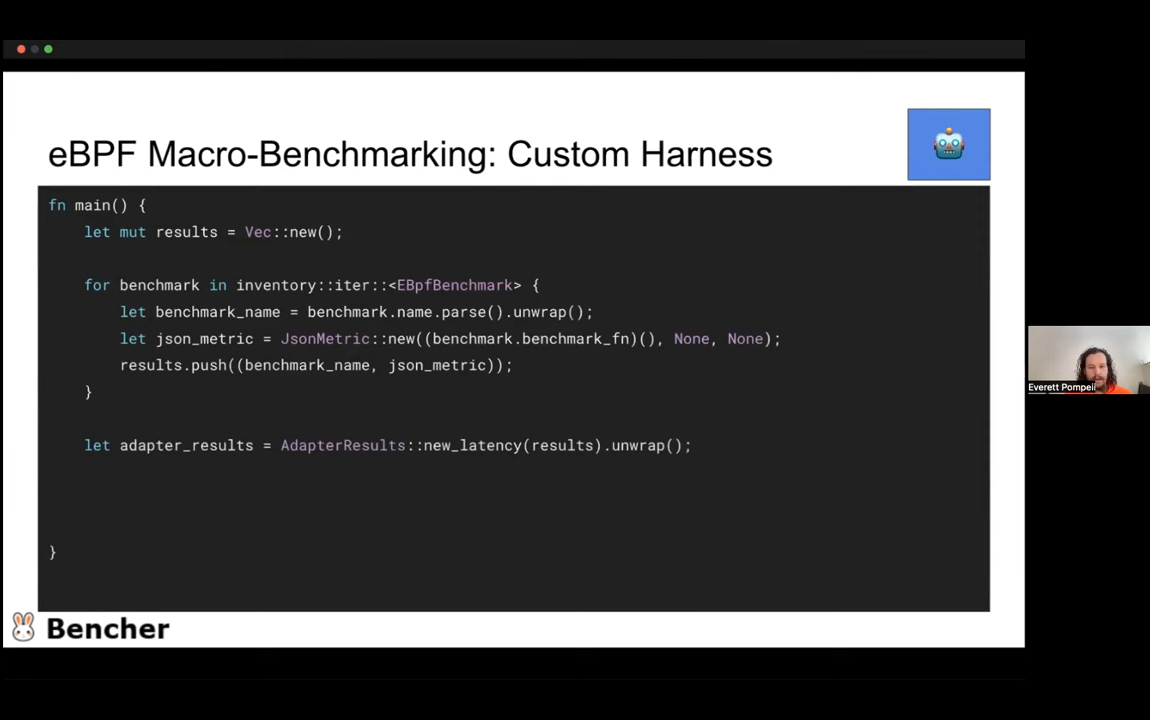 eBPF Macro-Benchmarking: Custom Harness
fn main() {
let mut results = Vec::new();
for benchmark in inventory::iter::<EBpfBenchmark> {
let benchmark_name = benchmark.name.parse().unwrap();
let json_metric = JsonMetric::new((benchmark.benchmark_fn)(), None, None);
results.push((benchmark_name, json_metric));
}
let adapter_results = AdapterResults::new_latency(results).unwrap();
}
Everett Pompeii
Bencher